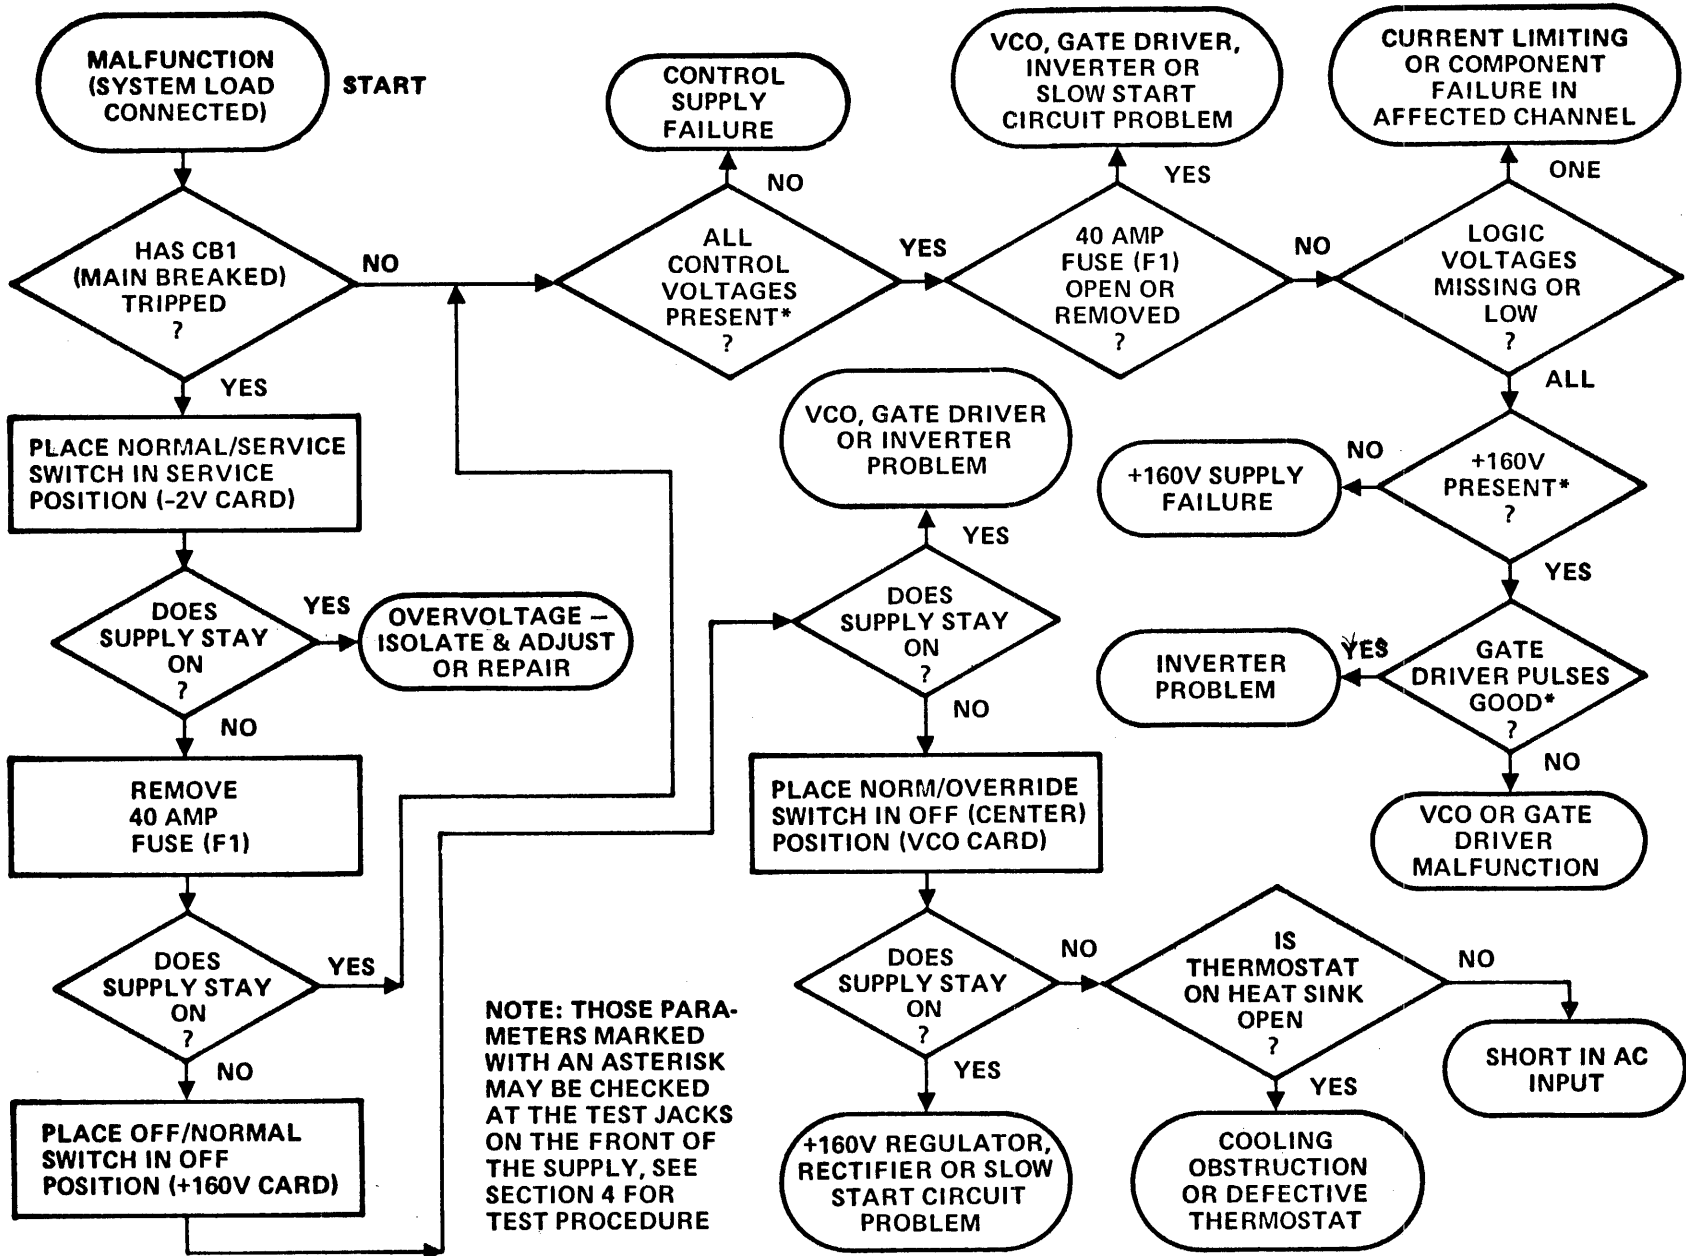 MALFUNCTION
(SYSTEM LOAD
CONNECTED)
START
HAS CB1
(MAIN BREAKED)
TRIPPED
?
NO
YES
CONTROL
SUPPLY
FAILURE
NO
ALL
CONTROL
VOLTAGES
PRESENT*
?
YES
VCO, GATE DRIVER,
INVERTER OR
SLOW START
CIRCUIT PROBLEM
YES
40 AMP
FUSE (F1)
OPEN OR
REMOVED
?
NO
CURRENT LIMITING
OR COMPONENT
FAILURE IN
AFFECTED CHANNEL
ONE
LOGIC
VOLTAGES
MISSING OR
LOW
?
ALL
PLACE NORMAL/SERVICE
SWITCH IN SERVICE
POSITION (-2V CARD)
DOES
SUPPLY STAY
ON
?
YES
OVERVOLTAGE –
ISOLATE & ADJUST
OR REPAIR
NO
REMOVE
40 AMP
FUSE (F1)
DOES
SUPPLY STAY
ON
?
YES
NO
PLACE OFF/NORMAL
SWITCH IN OFF
POSITION (+160V CARD)
VCO, GATE DRIVER
OR INVERTER
PROBLEM
YES
DOES
SUPPLY STAY
ON
?
NO
PLACE NORM/OVERRIDE
SWITCH IN OFF (CENTER)
POSITION (VCO CARD)
DOES
SUPPLY STAY
ON
?
NO
YES
+160V REGULATOR,
RECTIFIER OR SLOW
START CIRCUIT
PROBLEM
IS
THERMOSTAT
ON HEAT SINK
OPEN
?
NO
SHORT IN AC
INPUT
YES
COOLING
OBSTRUCTION
OR DEFECTIVE
THERMOSTAT
+160V
PRESENT*
?
NO
+160V SUPPLY
FAILURE
YES
GATE
DRIVER PULSES
GOOD*
?
YES
INVERTER
PROBLEM
NO
VCO OR GATE
DRIVER
MALFUNCTION
NOTE: THOSE PARA-
METERS MARKED
WITH AN ASTERISK
MAY BE CHECKED
AT THE TEST JACKS
ON THE FRONT OF
THE SUPPLY, SEE
SECTION 4 FOR
TEST PROCEDURE